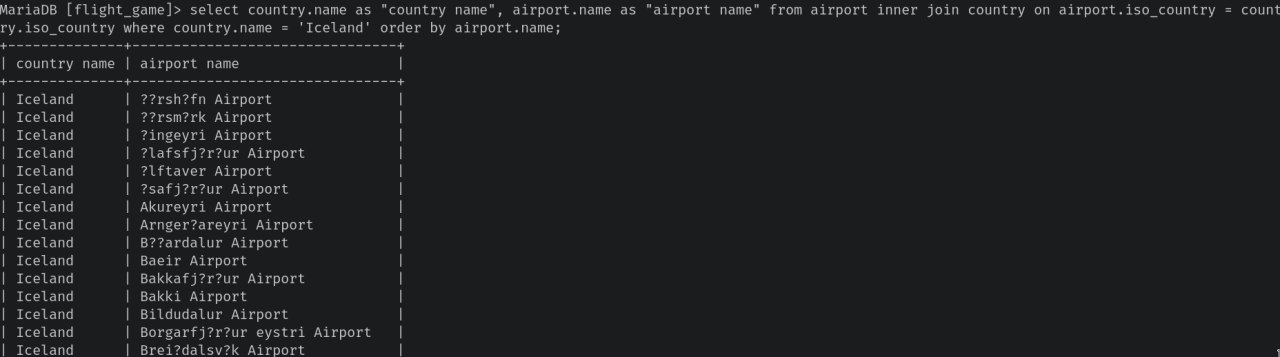 MariaDB [flight_game]> select country.name as "country name", airport.name as "airport name" from airport inner join country on airport.iso_country = count
ry.iso_country where country.name = 'Iceland' order by airport.name;
+--------------+--------------------------------+
| country name | airport name                   |
+--------------+--------------------------------+
| Iceland      | ??rsh?fn Airport               |
| Iceland      | ??rsm?rk Airport               |
| Iceland      | ?ingeyri Airport               |
| Iceland      | ?lafsfj?r?ur Airport           |
| Iceland      | ?lftaver Airport               |
| Iceland      | ?safj?r?ur Airport             |
| Iceland      | Akureyri Airport               |
| Iceland      | Arnger?areyri Airport          |
| Iceland      | B??ardalur Airport             |
| Iceland      | Baeir Airport                  |
| Iceland      | Bakkafj?r?ur Airport           |
| Iceland      | Bakki Airport                  |
| Iceland      | Bildudalur Airport             |
| Iceland      | Borgarfj?r?ur eystri Airport   |
| Iceland      | Brei?dalsv?k Airport           |